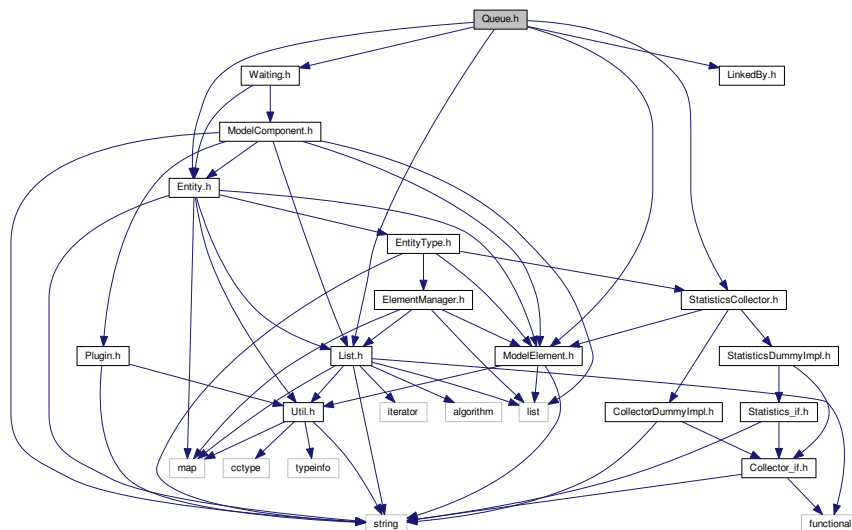 Queue.h
Waiting.h
LinkedBy.h
ModelComponent.h
Entity.h
EntityType.h
ElementManager.h
StatisticsCollector.h
Plugin.h
List.h
ModelElement.h
StatisticsDummyImpl.h
Util.h
iterator
algorithm
list
CollectorDummyImpl.h
Statistics_if.h
map
cctype
typeinfo
Collector_if.h
string
functional